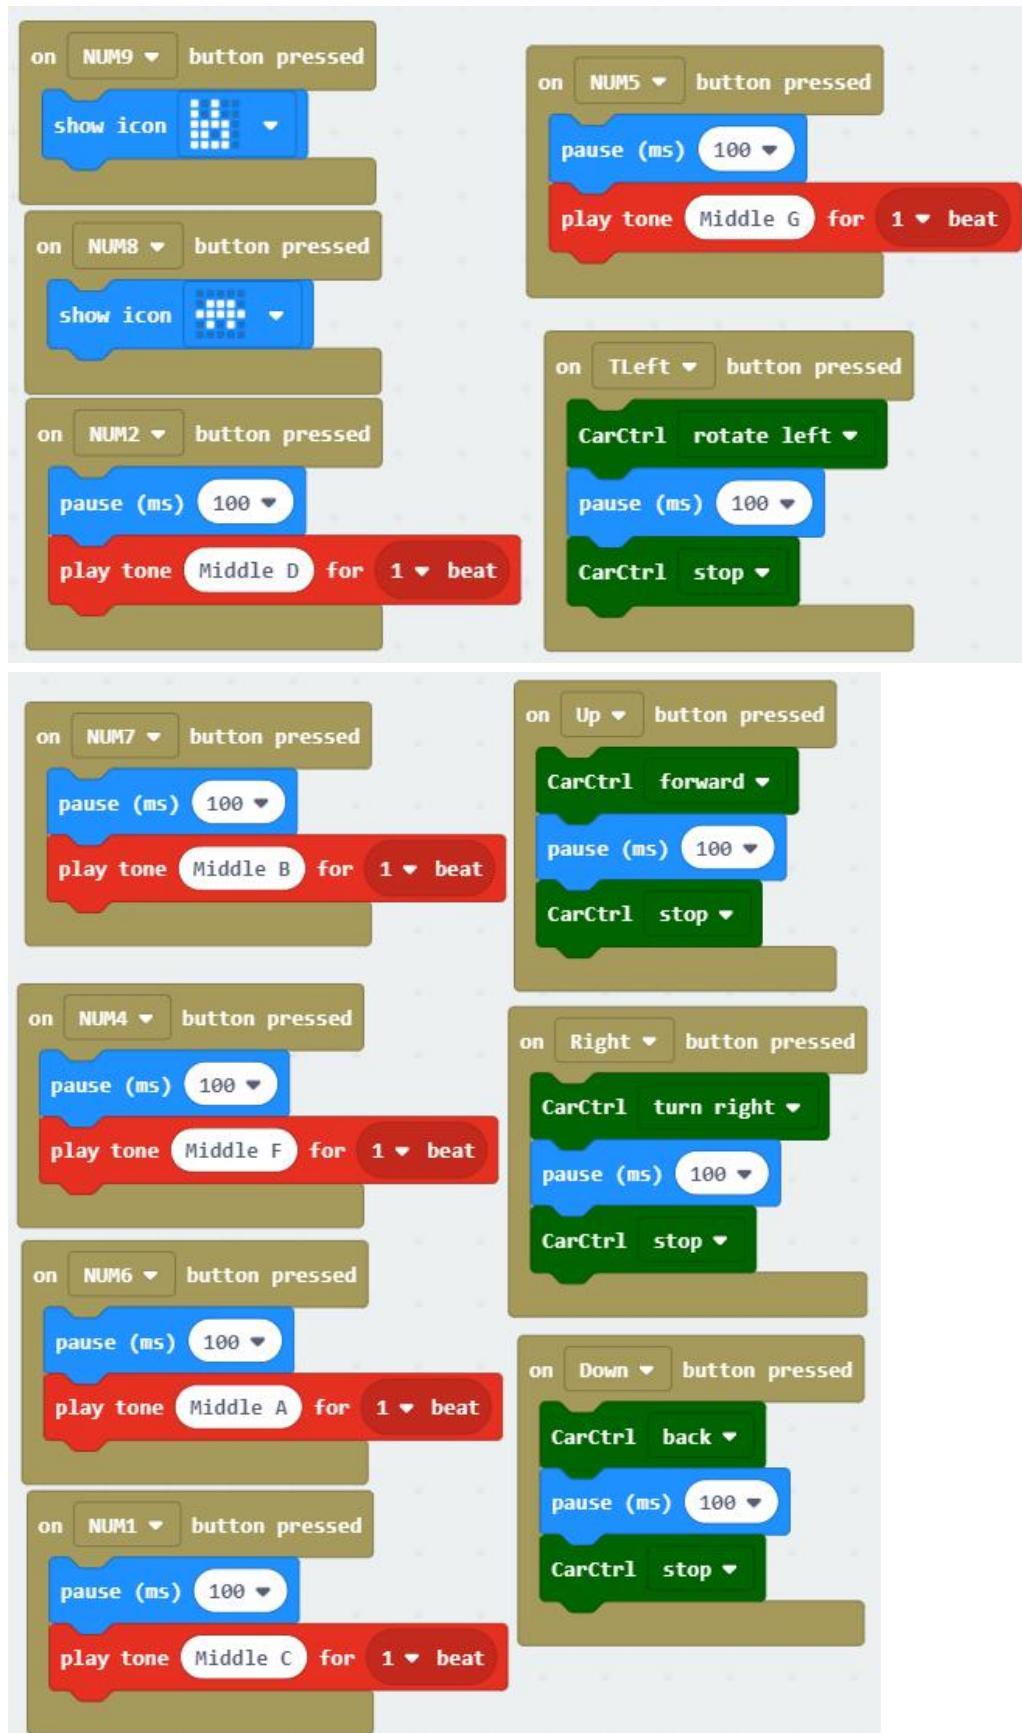 on NUM9 button pressed
show icon
on NUM8 button pressed
show icon
on NUM2 button pressed
pause (ms) 100
play tone Middle D for 1 beat
on NUM5 button pressed
pause (ms) 100
play tone Middle G for 1 beat
on TLeft button pressed
CarCtrl rotate left
pause (ms) 100
CarCtrl stop
on NUM7 button pressed
pause (ms) 100
play tone Middle B for 1 beat
on NUM4 button pressed
pause (ms) 100
play tone Middle F for 1 beat
on NUM6 button pressed
pause (ms) 100
play tone Middle A for 1 beat
on NUM1 button pressed
pause (ms) 100
play tone Middle C for 1 beat
on Up button pressed
CarCtrl forward
pause (ms) 100
CarCtrl stop
on Right button pressed
CarCtrl turn right
pause (ms) 100
CarCtrl stop
on Down button pressed
CarCtrl back
pause (ms) 100
CarCtrl stop